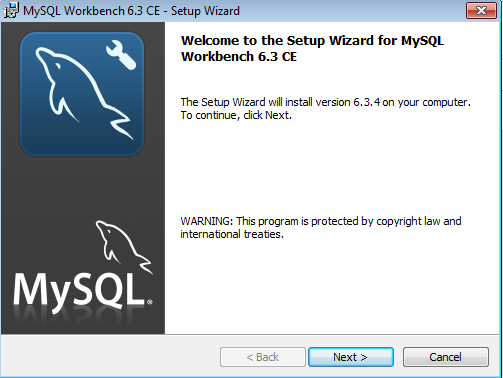 MySQL Workbench 6.3 CE - Setup Wizard
Welcome to the Setup Wizard for MySQL
Workbench 6.3 CE
The Setup Wizard will install version 6.3.4 on your computer.
To continue, click Next.
WARNING: This program is protected by copyright law and
international treaties.
MySQL®
< Back
Next >
Cancel